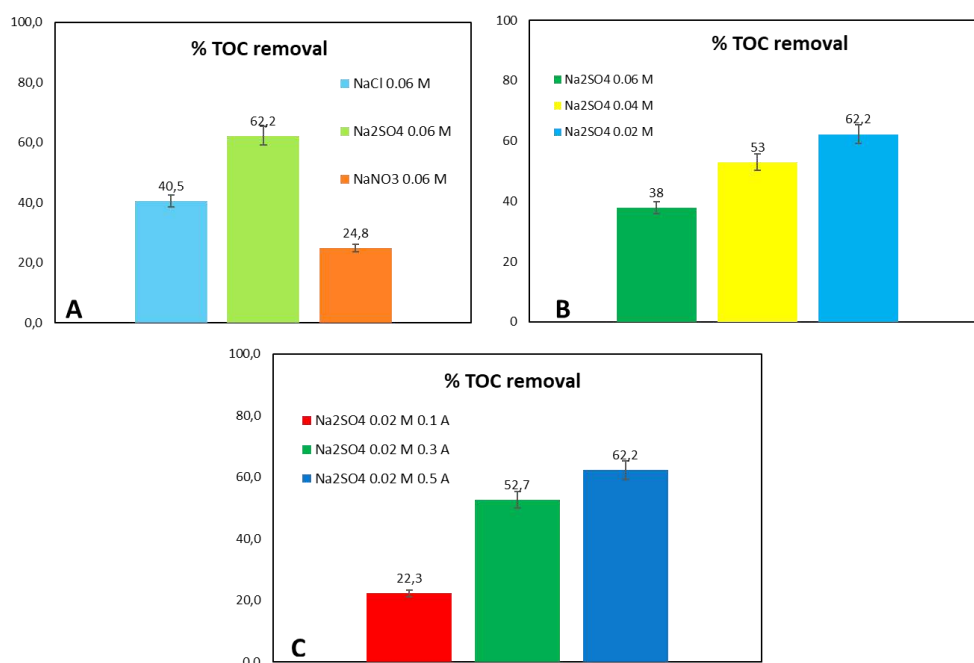 100,0
80,0
60,0
40,0
20,0
0,0
% TOC removal
NaCl 0.06 M
Na2SO4 0.06 M
NaNO3 0.06 M
40,5
62,2
24,8
A
100
80
60
40
20
0
% TOC removal
Na2SO4 0.06 M
Na2SO4 0.04 M
Na2SO4 0.02 M
38
53
62,2
B
100,0
80,0
60,0
40,0
20,0
0,0
% TOC removal
Na2SO4 0.02 M 0.1 A
Na2SO4 0.02 M 0.3 A
Na2SO4 0.02 M 0.5 A
22,3
52,7
62,2
C